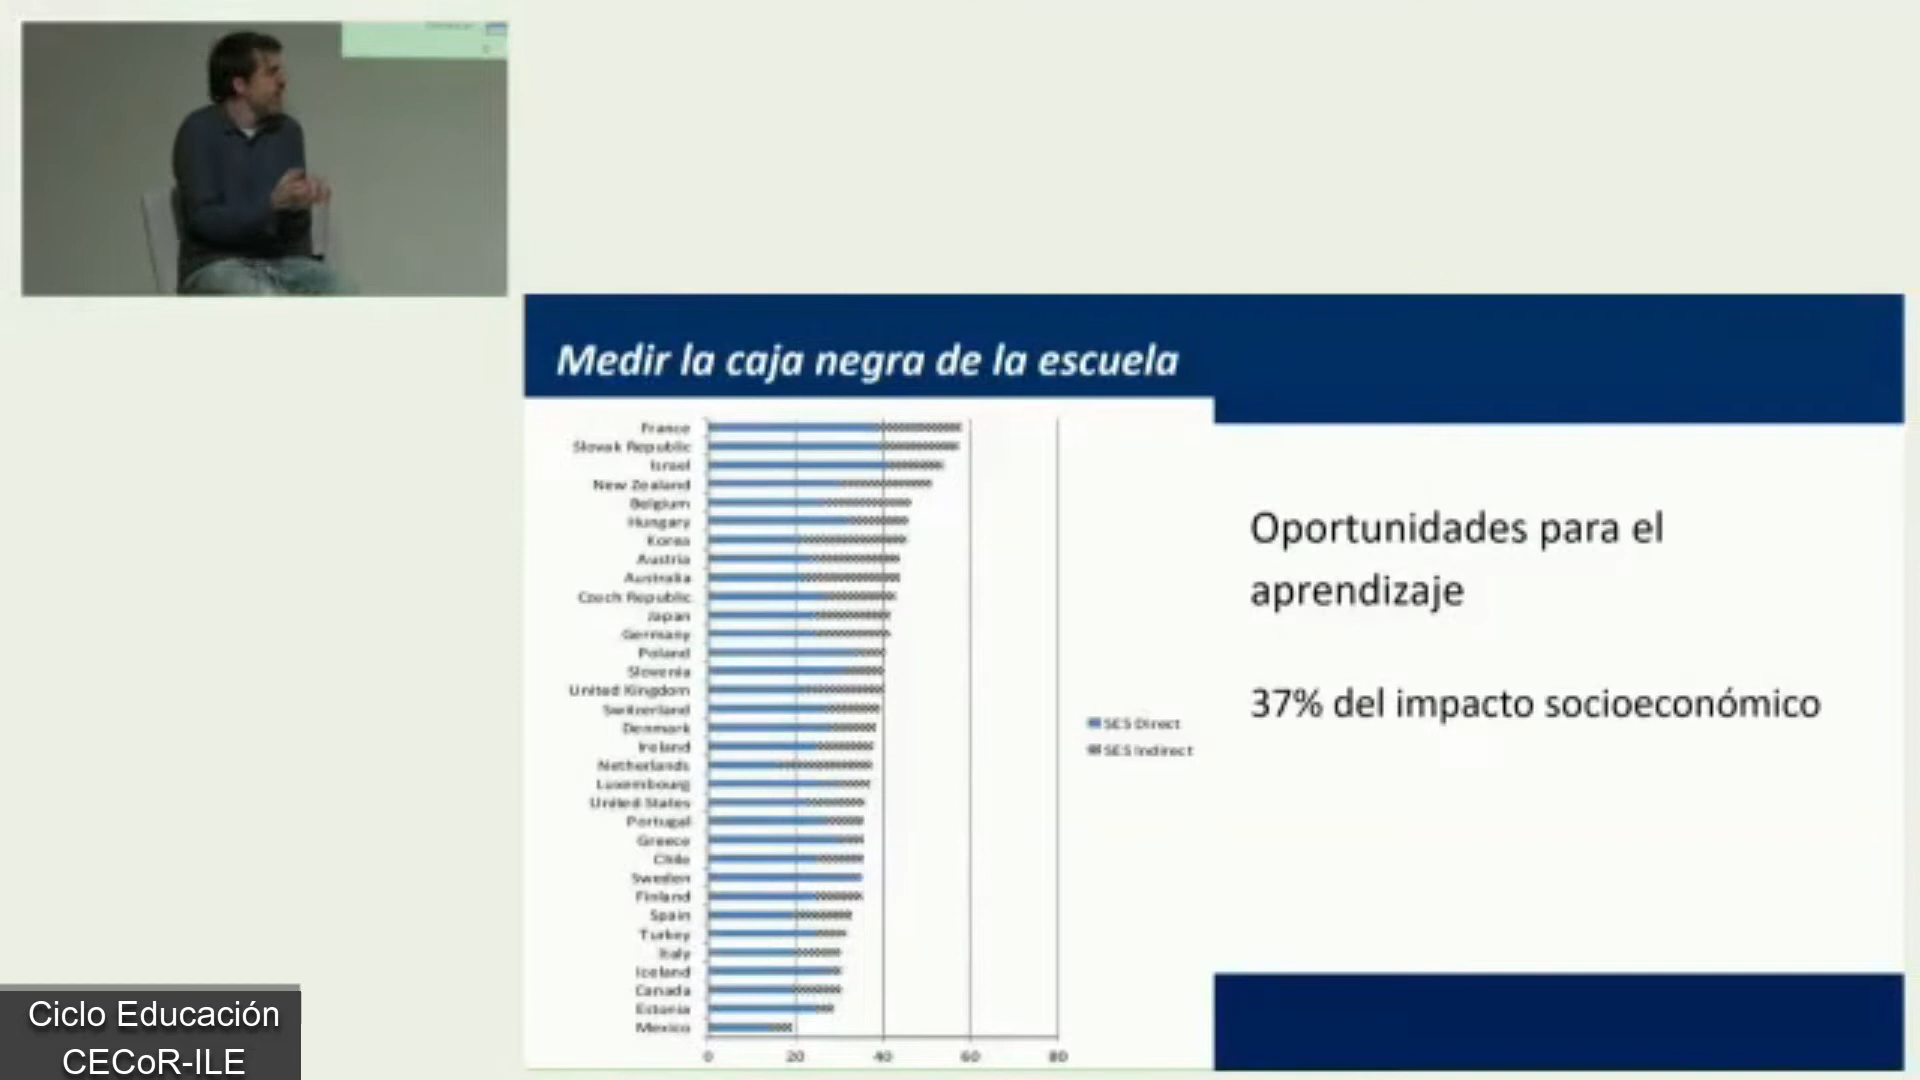 Medir la caja negra de la escuela
France
Slovak Republic
Israel
New Zealand
Belgium
Hungary
Korea
Austria
Australia
Czech Republic
Japan
Germany
Poland
Slovenia
United Kingdom
Switzerland
Denmark
Ireland
Netherlands
Luxembourg
United States
Portugal
Greece
Chile
Sweden
Finland
Spain
Turkey
Italy
Iceland
Canada
Estonia
Mexico
0 20 40 60 80
SES Direct
SES Indirect
Oportunidades para el
aprendizaje
37% del impacto socioeconómico
Ciclo Educación
CECoR-ILE